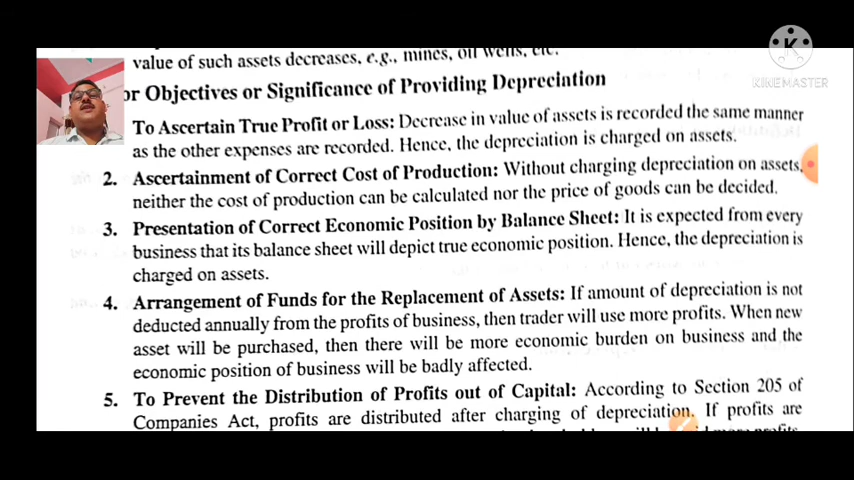 value of such assets decreases, e.g., mines, oil wells, etc.
or Objectives or Significance of Providing Depreciation
To Ascertain True Profit or Loss: Decrease in value of assets is recorded the same manner
as the other expenses are recorded. Hence, the depreciation is charged on assets.
2. Ascertainment of Correct Cost of Production: Without charging depreciation on assets,
neither the cost of production can be calculated nor the price of goods can be decided.
3. Presentation of Correct Economic Position by Balance Sheet: It is expected from every
business that its balance sheet will depict true economic position. Hence, the depreciation is
charged on assets.
4. Arrangement of Funds for the Replacement of Assets: If amount of depreciation is not
deducted annually from the profits of business, then trader will use more profits. When new
asset will be purchased, then there will be more economic burden on business and the
economic position of business will be badly affected.
5. To Prevent the Distribution of Profits out of Capital: According to Section 205 of
Companies Act, profits are distributed after charging of depreciation. If profits are
more profits
K
KINEMASTER